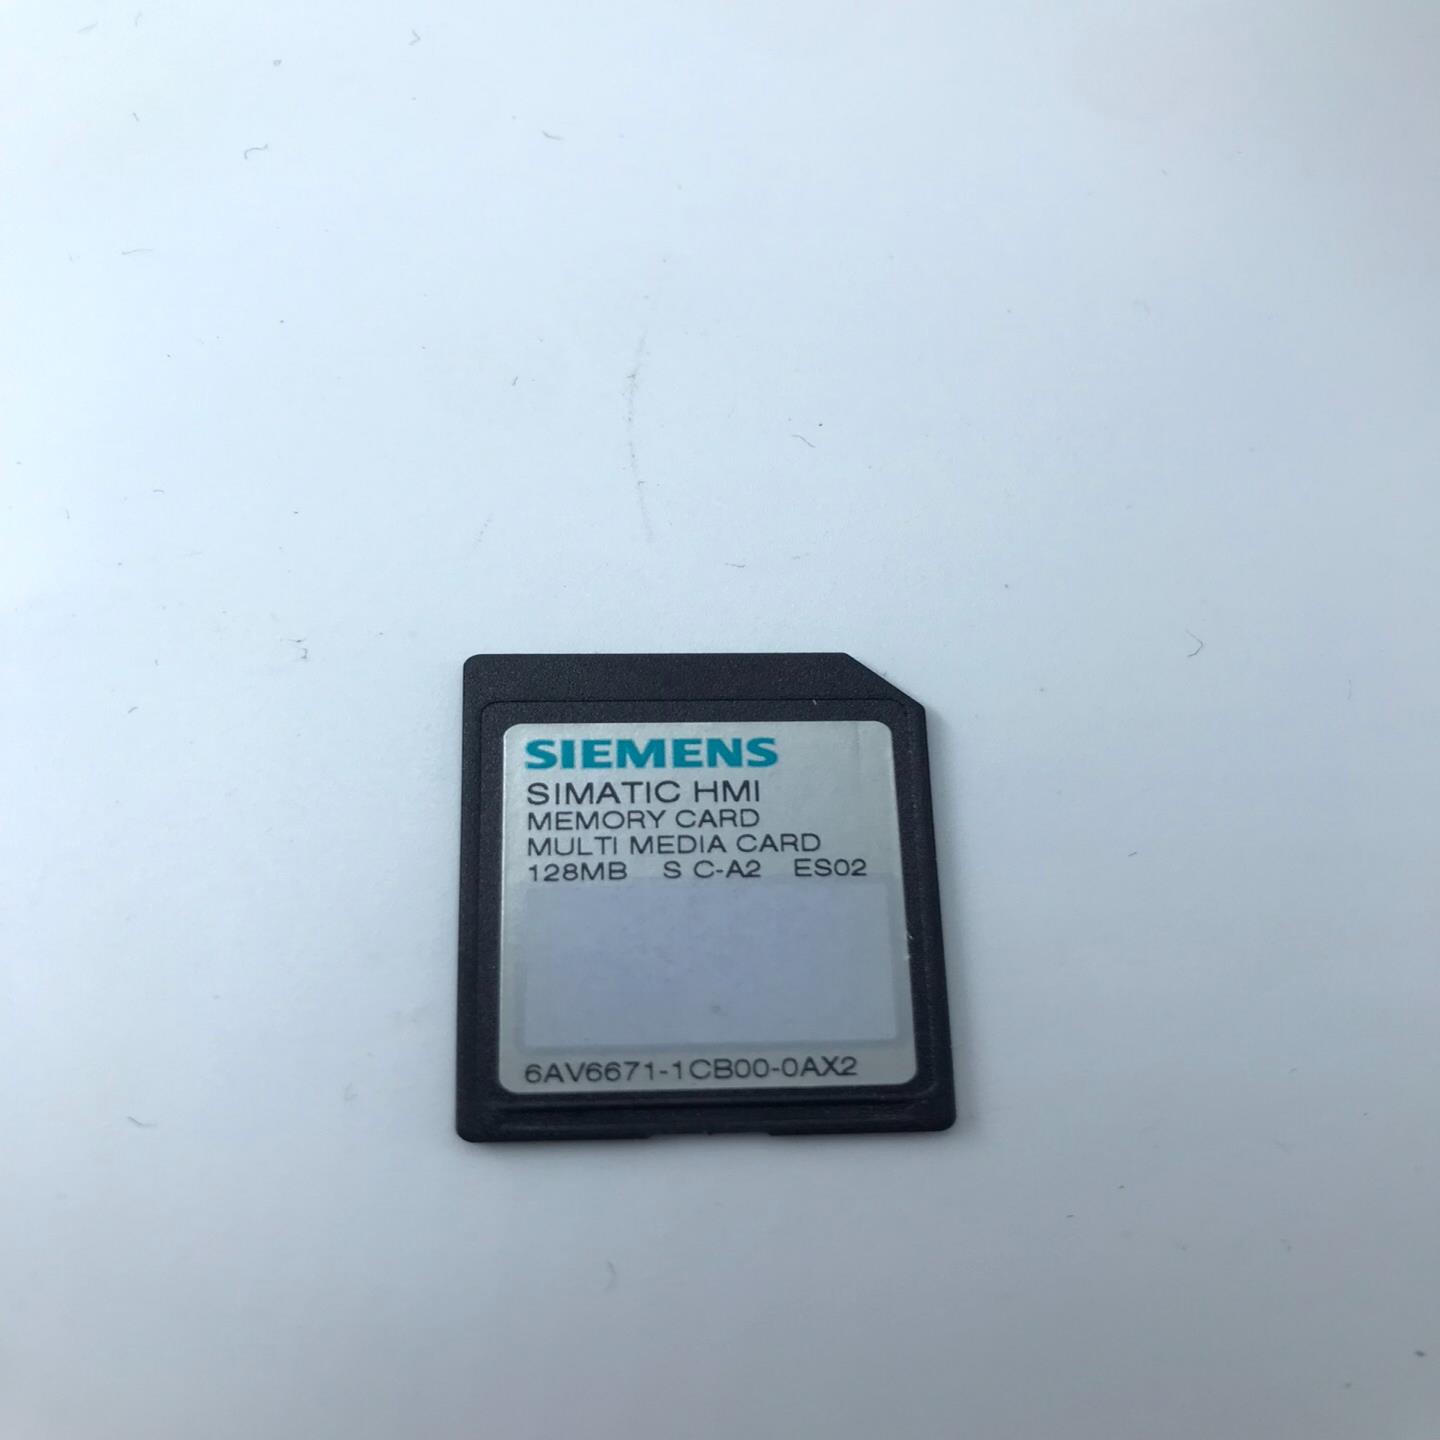 SIEMENS
SIMATIC HMI
MEMORY CARD
MULTI MEDIA CARD
128MB S C-A2 ES02
6AV6671-1CB00-0AX2